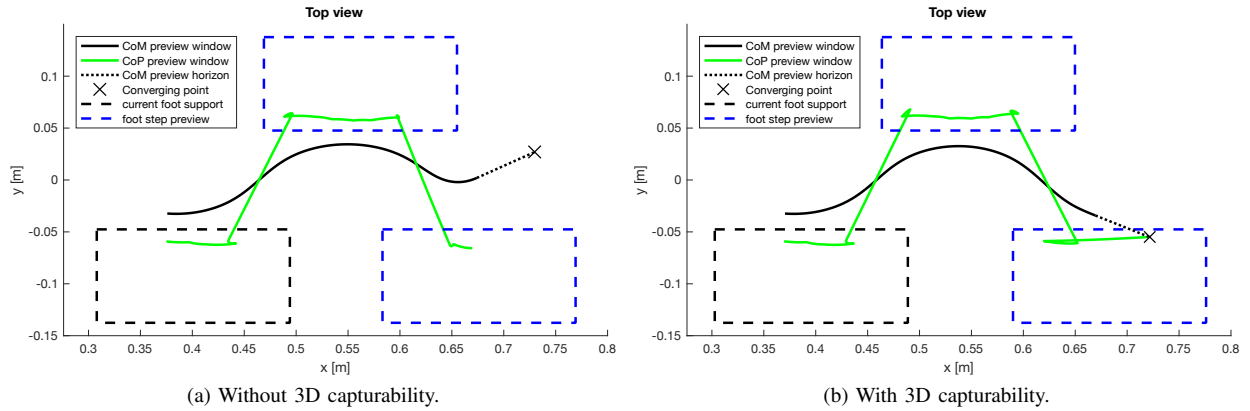 Top view
CoM preview window
CoP preview window
CoM preview horizon
Converging point
current foot support
foot step preview
0.1
0.05
0
-0.05
-0.1
-0.15
y [m]
0.3 0.35 0.4 0.45 0.5 0.55 0.6 0.65 0.7 0.75 0.8
x [m]
(a) Without 3D capturability.
Top view
CoM preview window
CoP preview window
CoM preview horizon
Converging point
current foot support
foot step preview
0.1
0.05
0
-0.05
-0.1
-0.15
y [m]
0.3 0.35 0.4 0.45 0.5 0.55 0.6 0.65 0.7 0.75 0.8
x [m]
(b) With 3D capturability.